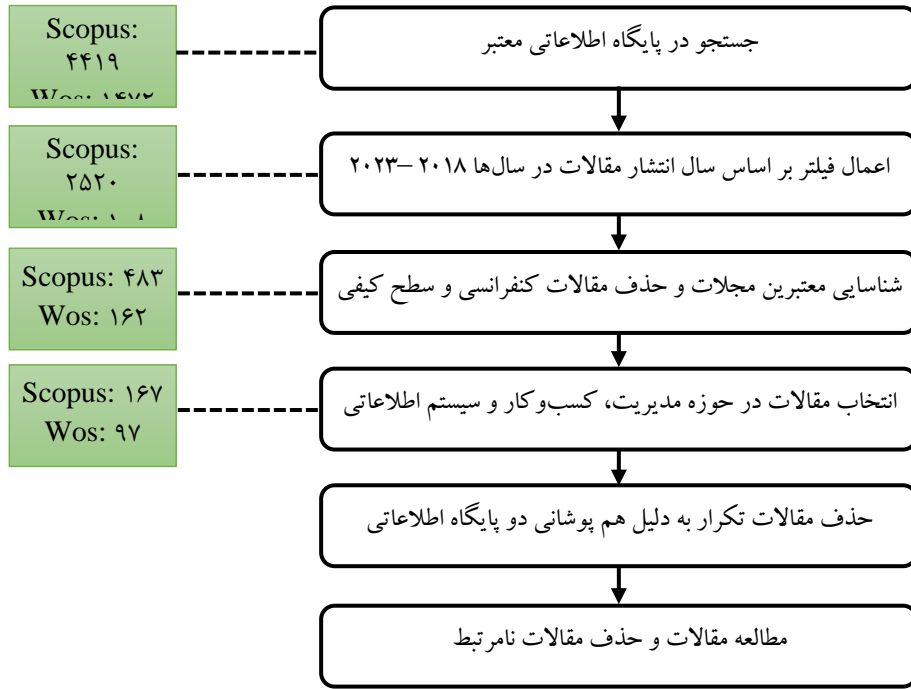 Scopus:
۴۴۱۹
جستجو در پایگاه اطلاعاتی معتبر
Scopus:
۲۵۲۰
اعمال فیلتر بر اساس سال انتشار مقالات در سال‌ها ۲۰۱۸ –۲۰۲۳
Scopus: ۴۸۳
Wos: ۱۶۲
شناسایی معتبرین مجلات و حذف مقالات کنفرانسی و سطح کیفی
Scopus: ۱۶۷
Wos: ۹۷
انتخاب مقالات در حوزه مدیریت، کسب‌وکار و سیستم اطلاعاتی
حذف مقالات تکرار به دلیل هم پوشانی دو پایگاه اطلاعاتی
مطالعه مقالات و حذف مقالات نامرتبط